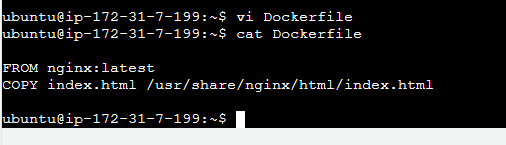 ubuntu@ip-172-31-7-199:~$ vi Dockerfile
ubuntu@ip-172-31-7-199:~$ cat Dockerfile
FROM nginx:latest
COPY index.html /usr/share/nginx/html/index.html
ubuntu@ip-172-31-7-199:~$